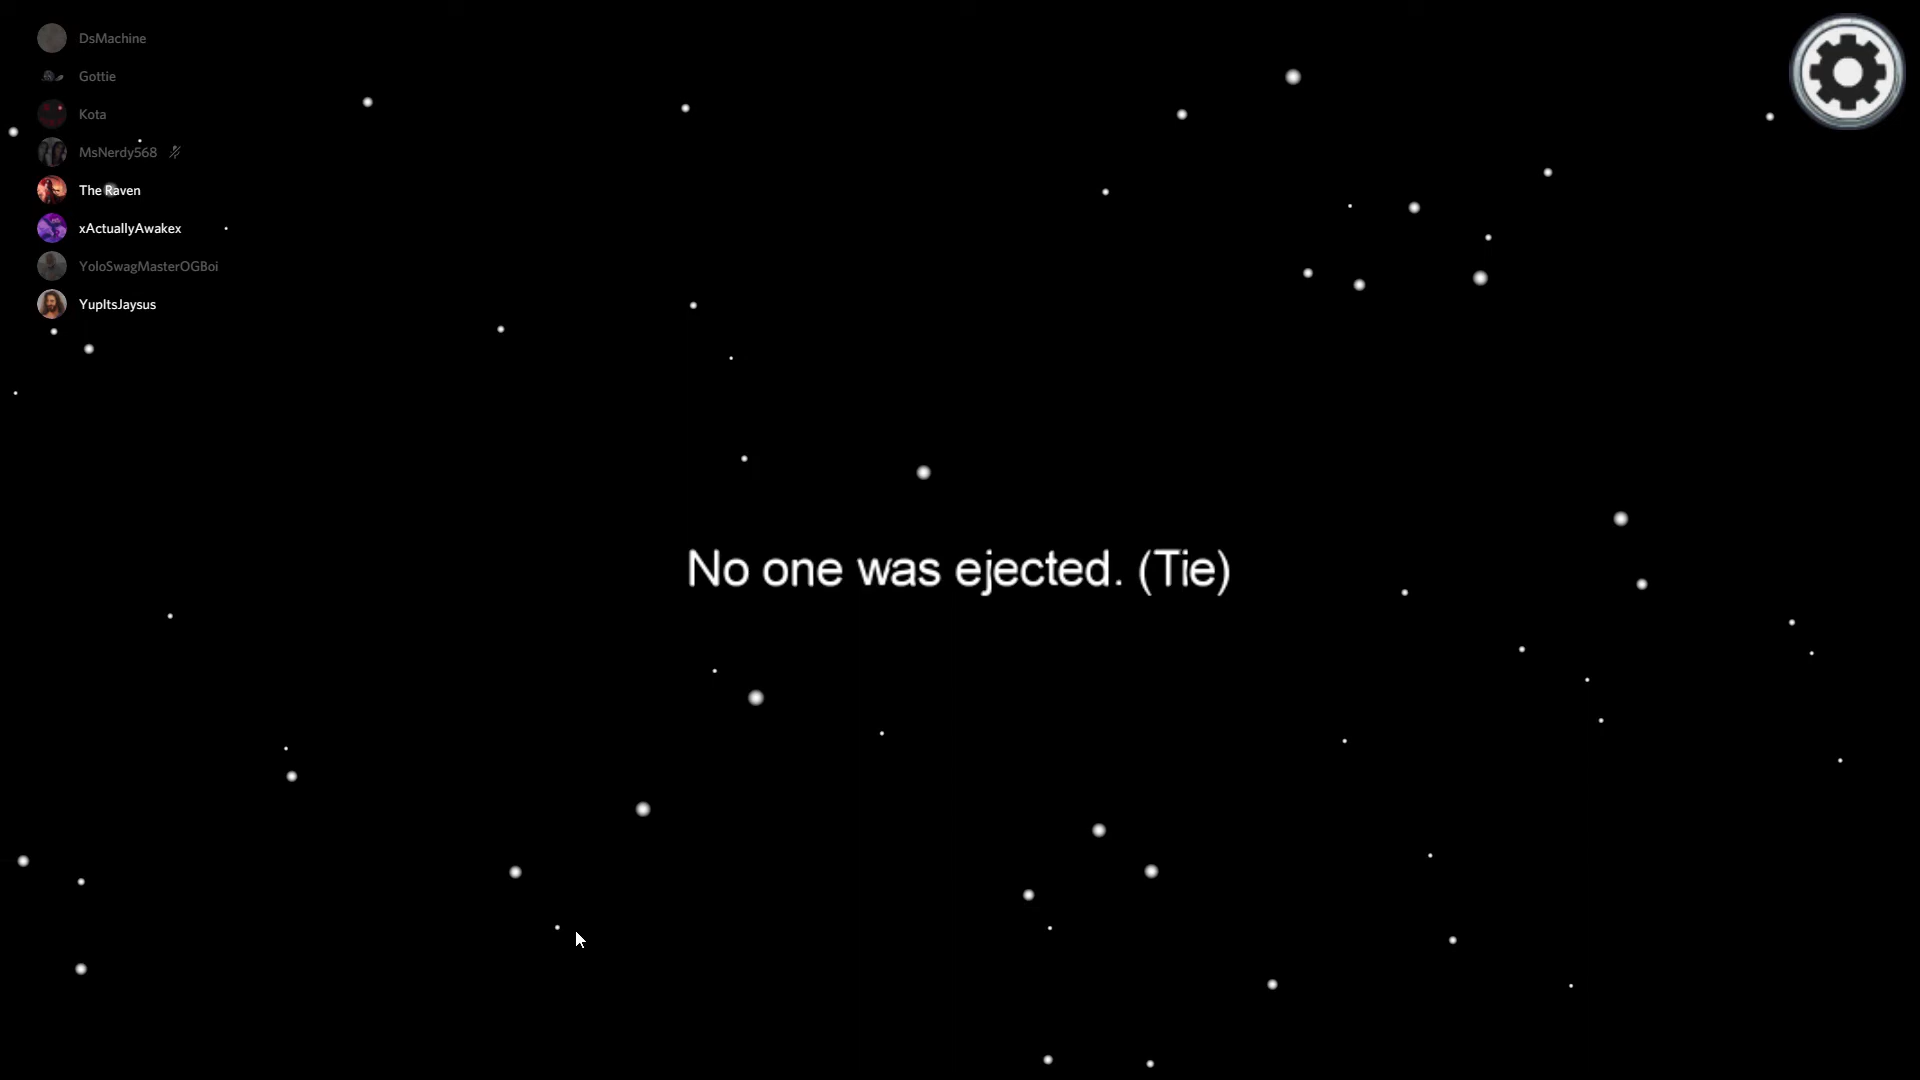 DsMachine
Gottie
Kota
MsNerdy568
The Raven
xActuallyAwakex
YoloSwagMasterOGBoi
YupItsJaysus
No one was ejected. (Tie)